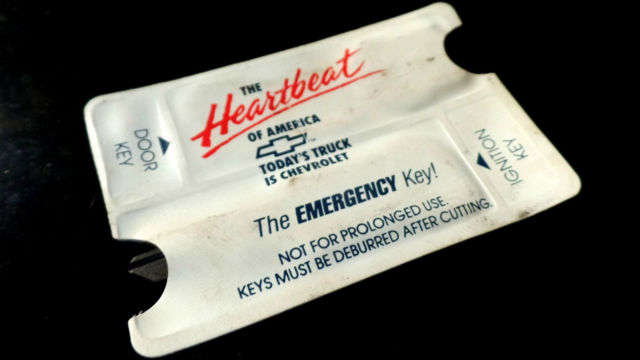 THE
Heartbeat
OF AMERICA
TODAY'S TRUCK
IS CHEVROLET
DOOR
KEY
IGNITION
KEY
The EMERGENCY Key!
NOT FOR PROLONGED USE.
KEYS MUST BE DEBURRED AFTER CUTTING.